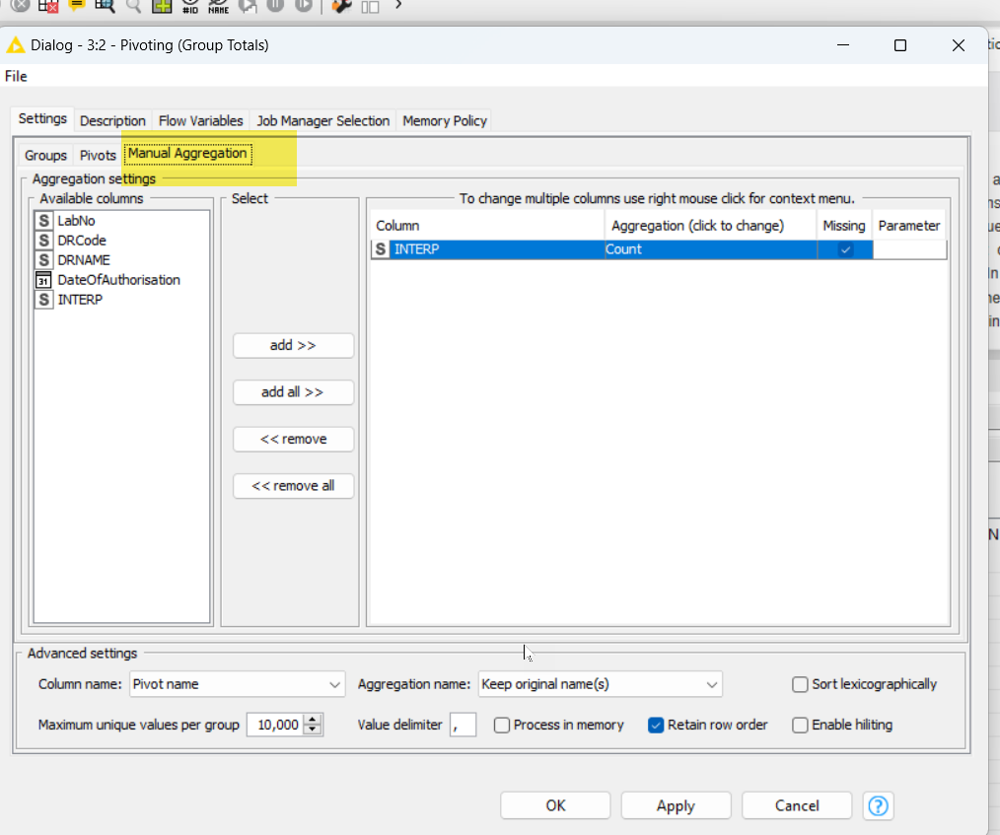 #ID NAME
Dialog - 3:2 - Pivoting (Group Totals)
File
Settings Description Flow Variables Job Manager Selection Memory Policy
Groups Pivots Manual Aggregation
Aggregation settings
Available columns
S LabNo
S DRCode
S DRNAME
31 DateOfAuthorisation
S INTERP
Select
add >>
add all >>
<< remove
<< remove all
To change multiple columns use right mouse click for context menu.
Column Aggregation (click to change) Missing Parameter
S INTERP Count
Advanced settings
Column name: Pivot name Aggregation name: Keep original name(s) Sort lexicographically
Maximum unique values per group 10,000 Value delimiter , Process in memory Retain row order Enable hiliting
OK Apply Cancel ?